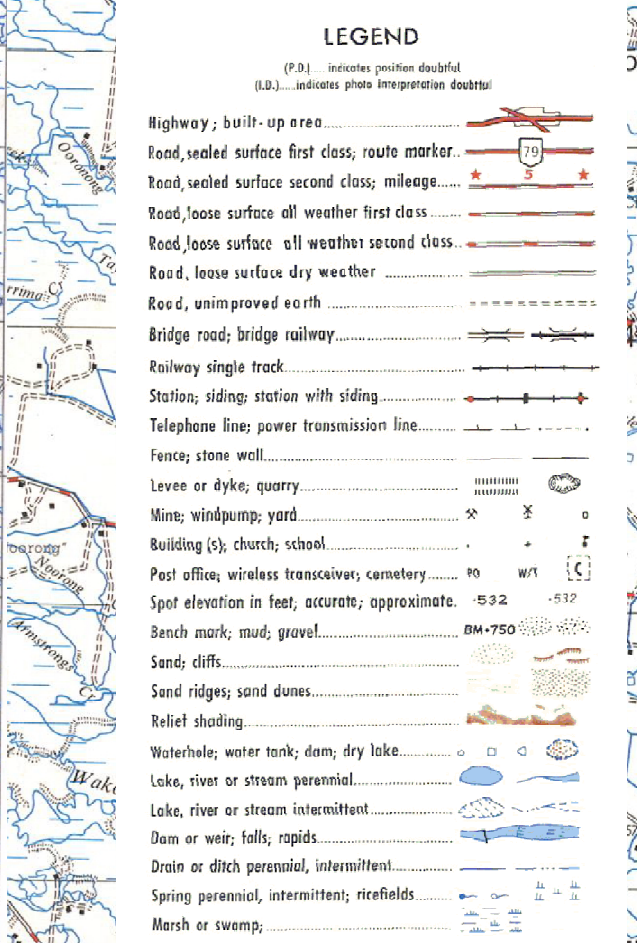 LEGEND
(P.D.)..... indicates position doubtful
(I.D.).....indicates photo interpretation doubtful
Highway; built-up area
Road, sealed surface first class; route marker.. 79
Road, sealed surface second class; mileage..... 5
Road, loose surface all weather first class
Road, loose surface all weather second class..
Road, loose surface dry weather
Road, unimproved earth
Bridge road; bridge railway
Railway single track
Station; siding; station with siding
Telephone line; power transmission line
Fence; stone wall
Levee or dyke; quarry
Mine; windpump; yard
Building (s); church; school
Post office; wireless transceiver; cemetery....... PO W/T C
Spot elevation in feet; accurate; approximate. ·532 ·532
Bench mark; mud; gravel BM•750
Sand; cliffs
Sand ridges; sand dunes
Relief shading
Waterhole; water tank; dam; dry lake
Lake, river or stream perennial
Lake, river or stream intermittent
Dam or weir; falls; rapids
Drain or ditch perennial, intermittent
Spring perennial, intermittent; ricefields
Marsh or swamp;
Ooroong
Ta
rrima Cr
oorong"
Noorong
Armstrongs
Cr
Wak